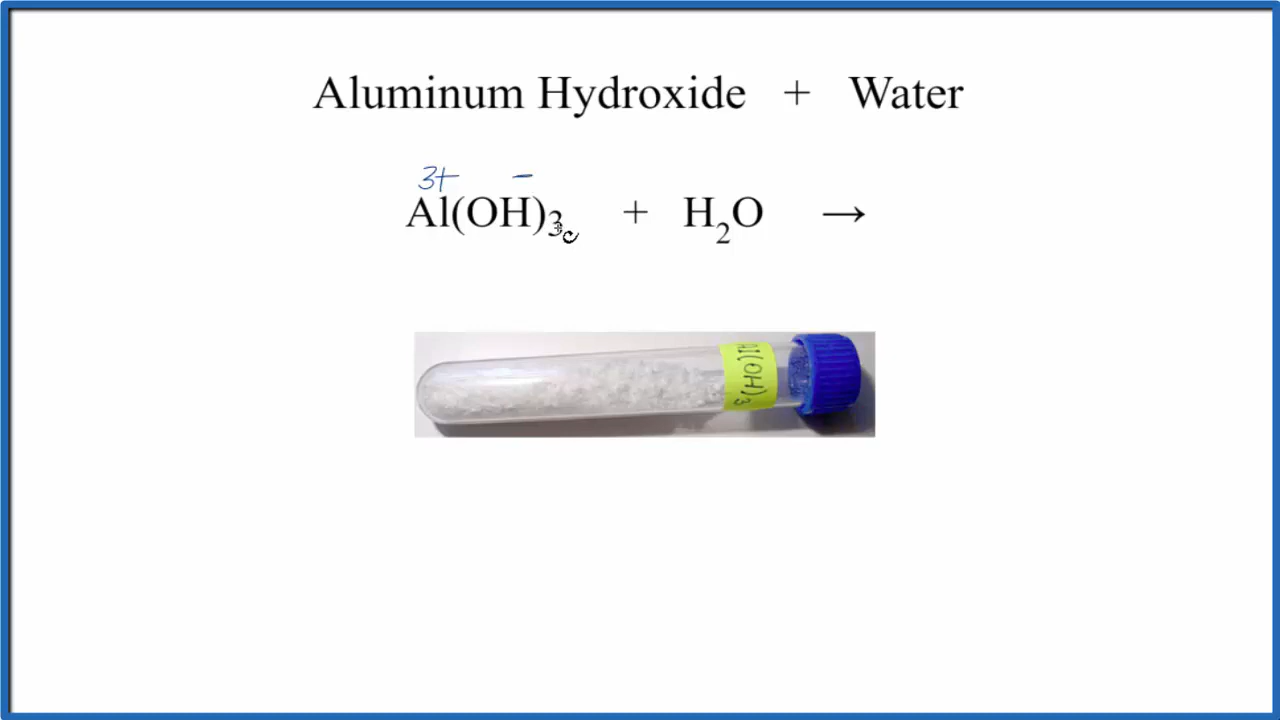 Aluminum Hydroxide + Water
3+ −
Al(OH)₃ + H₂O →
Al(OH)₃